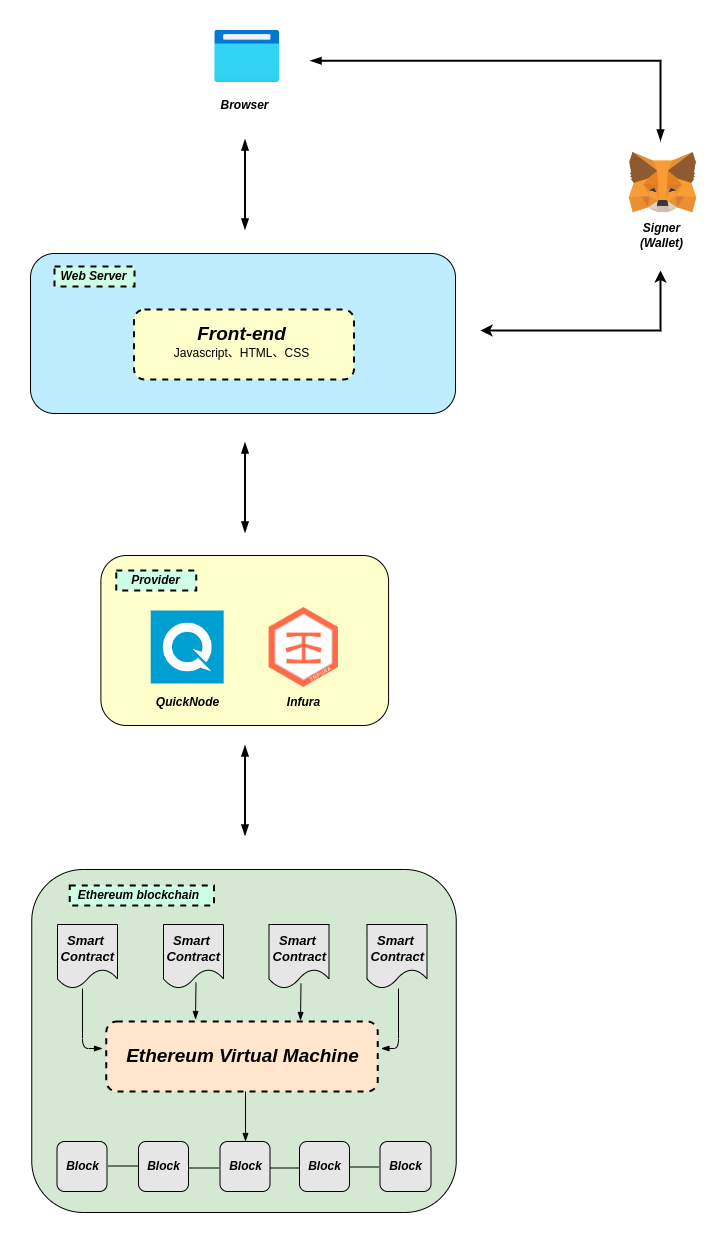 Browser
Signer
(Wallet)
Web Server
Front-end
Javascript、HTML、CSS
Provider
QuickNode
INFURA
Infura
Ethereum blockchain
Smart
Contract
Smart
Contract
Smart
Contract
Smart
Contract
Ethereum Virtual Machine
Block
Block
Block
Block
Block